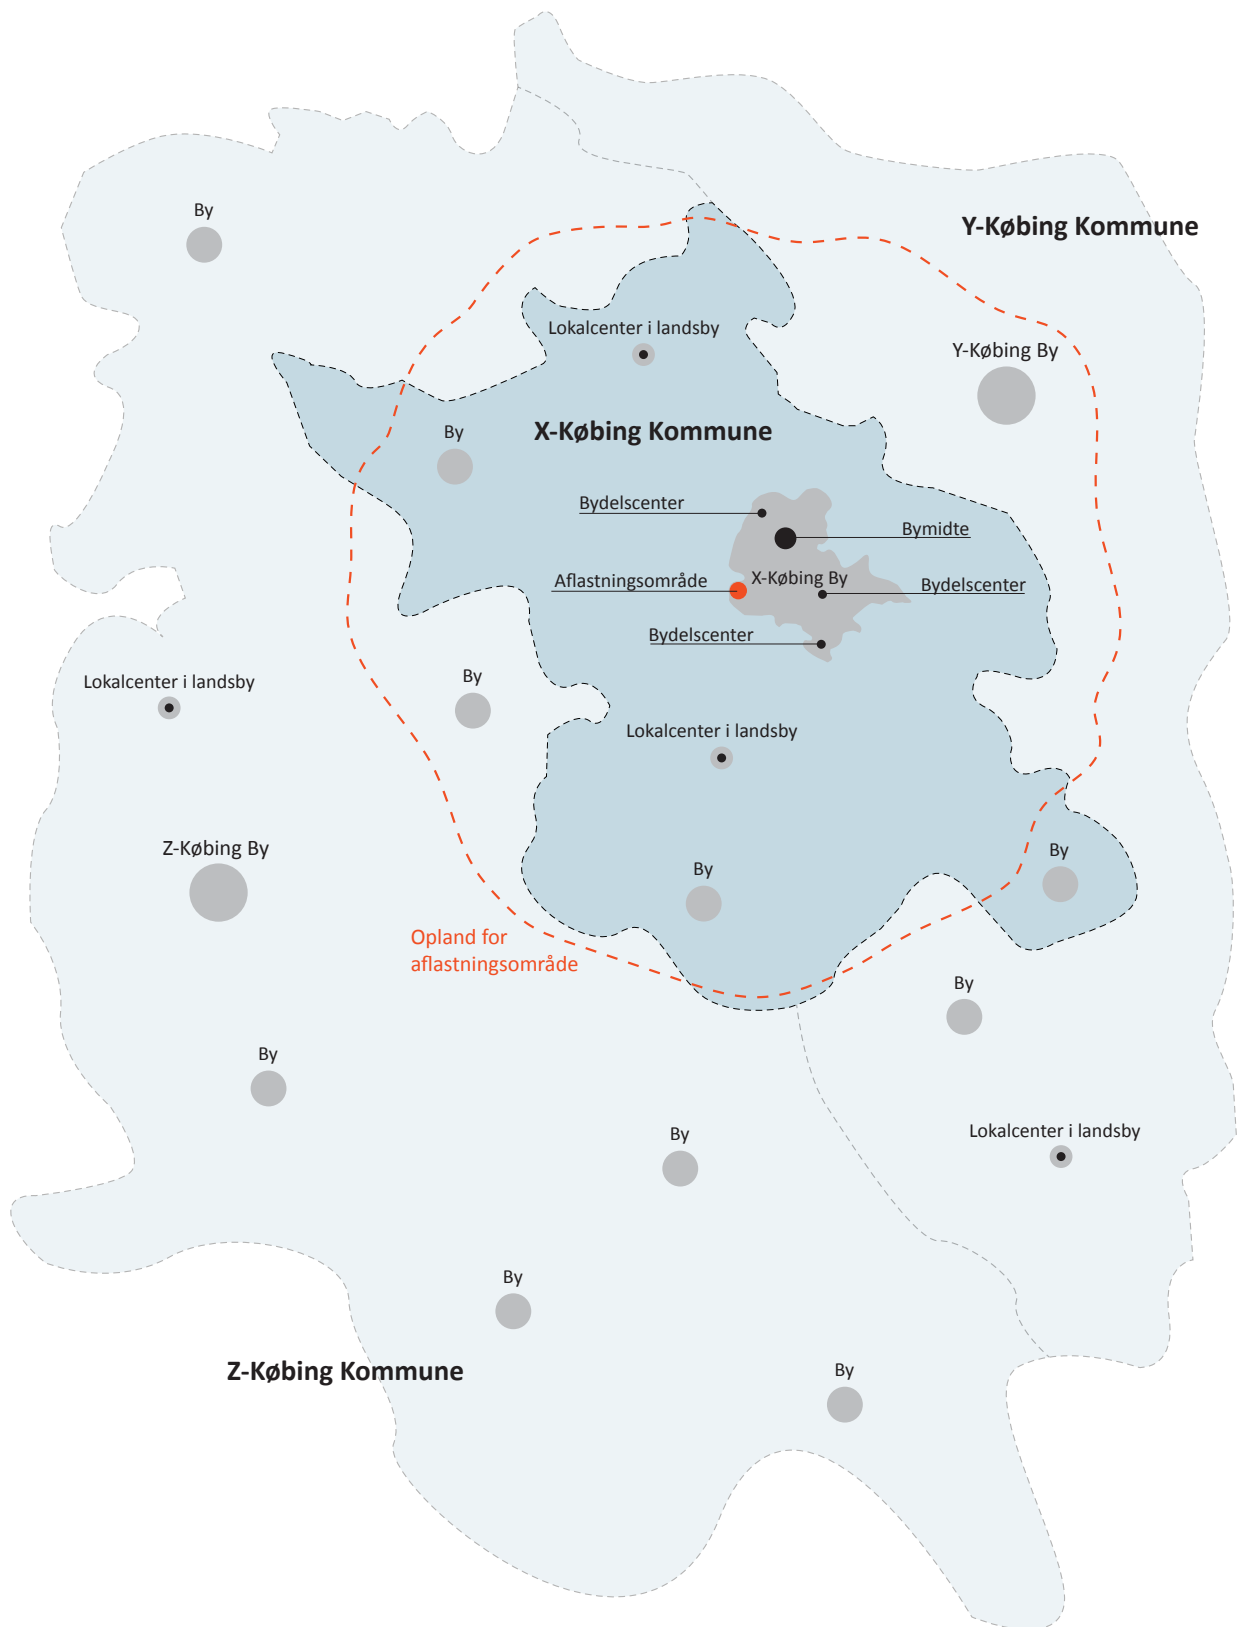 By
Y-Købing Kommune
Lokalcenter i landsby
Y-Købing By
X-Købing Kommune
By
Bydelscenter
Bymidte
Aflastningsområde
X-Købing By
Bydelscenter
Bydelscenter
By
Lokalcenter i landsby
Lokalcenter i landsby
Z-Købing By
By
By
Opland for
aflastningsområde
By
By
Lokalcenter i landsby
By
By
Z-Købing Kommune
By